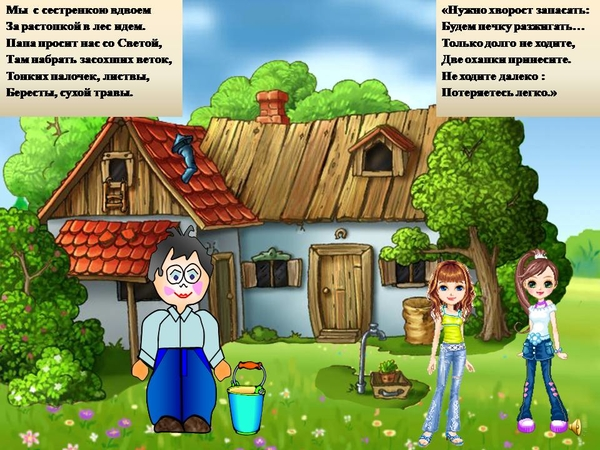 Мы с сестренкою вдвоем
За растопкой в лес идем.
Папа просит нас со Светой,
Там набрать засохших веток,
Тонких палочек, листвы,
Бересты, сухой травы.
«Нужно хворост запасать:
Будем печку разжигать…
Только долго не ходите,
Две охапки принесите.
Не ходите далеко :
Потеряетесь легко.»